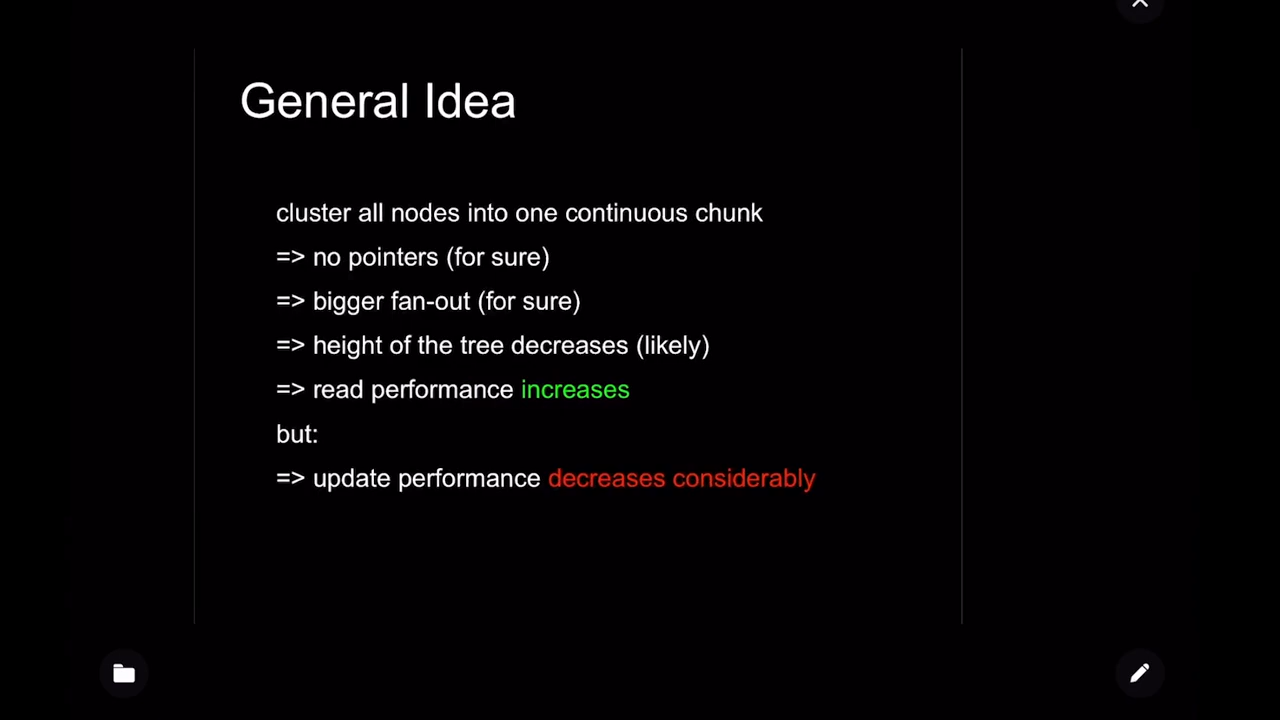 General Idea
cluster all nodes into one continuous chunk
=> no pointers (for sure)
=> bigger fan-out (for sure)
=> height of the tree decreases (likely)
=> read performance increases
but:
=> update performance decreases considerably